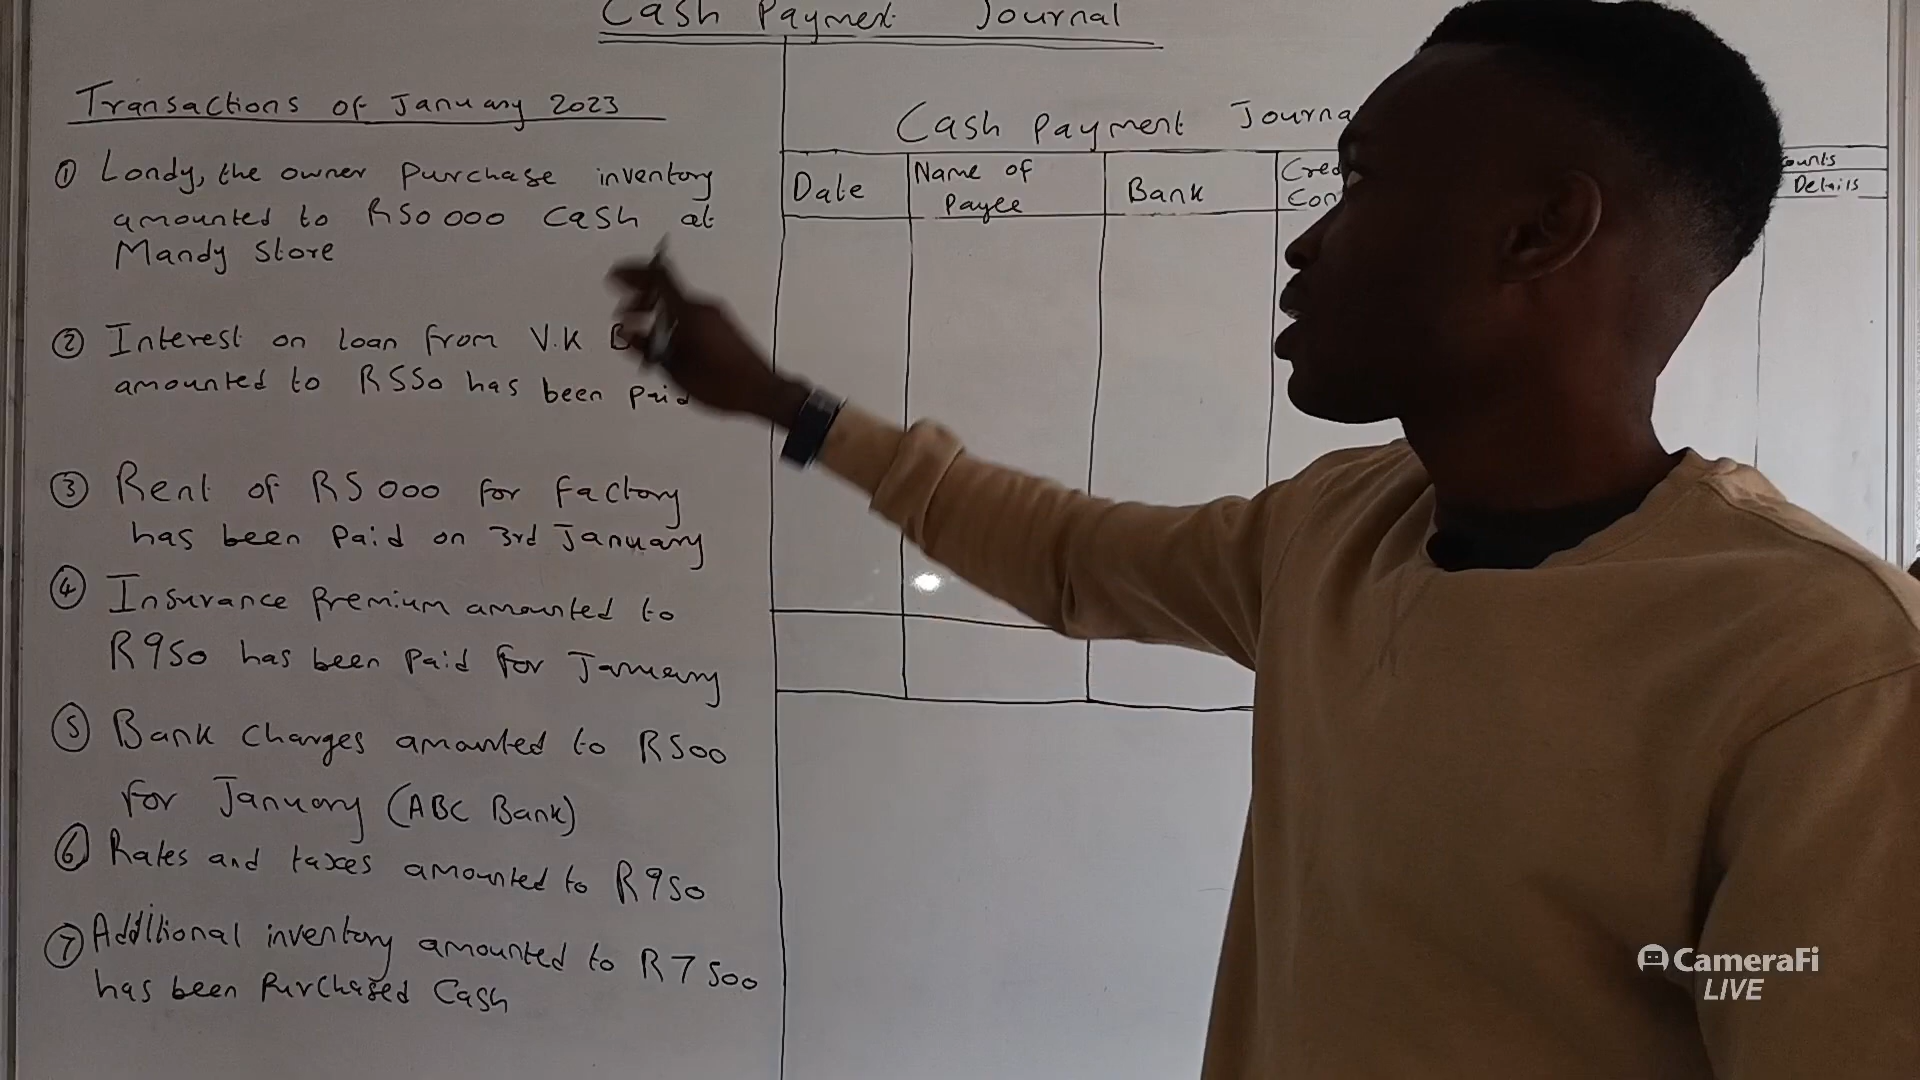 Cash Payment Journal
Transactions of January 2023
① Londy, the owner purchase inventory
amounted to R50 000 cash at
Mandy Store
② Interest on loan from V.K
amounted to R550 has been paid
③ Rent of R5 000 for factory
has been paid on 3rd January
④ Insurance premium amounted to
R950 has been paid for January
⑤ Bank charges amounted to R500
for January (ABC Bank)
⑥ Rates and taxes amounted to R950
⑦ Additional inventory amounted to R7 500
has been purchased cash
Cash Payment Journa
Date
Name of
Payee
Bank
Cred
Con
ounts
Details
CameraFi
LIVE